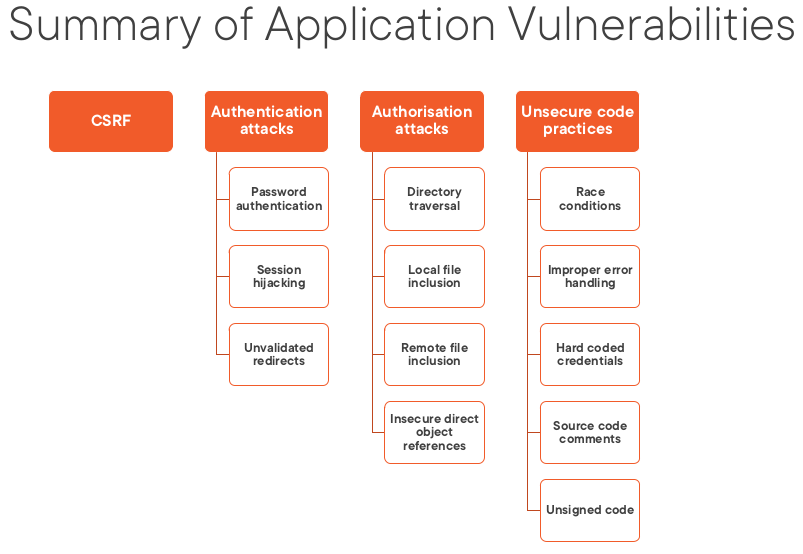 Summary of Application Vulnerabilities
CSRF
Authentication
attacks
Password
authentication
Session
hijacking
Unvalidated
redirects
Authorisation
attacks
Directory
traversal
Local file
inclusion
Remote file
inclusion
Insecure direct
object
references
Unsecure code
practices
Race
conditions
Improper error
handling
Hard coded
credentials
Source code
comments
Unsigned code